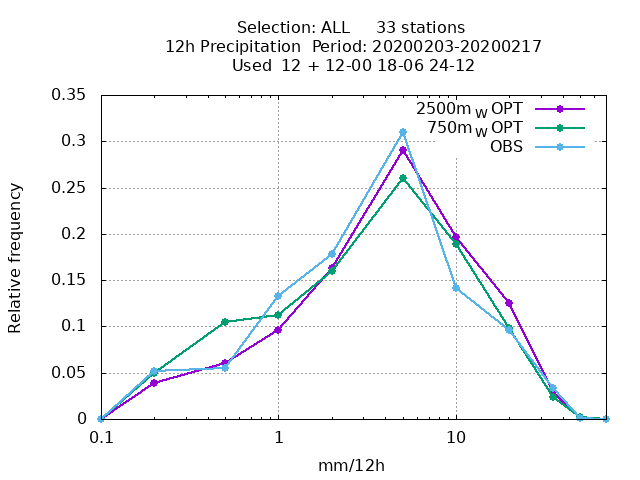 Selection: ALL 33 stations
12h Precipitation Period: 20200203-20200217
Used 12 + 12-00 18-06 24-12
0.35
0.3
0.25
0.2
0.15
0.1
0.05
0
2500m W OPT
750m W OPT
OBS
Relative frequency
0.1 1 10
mm/12h